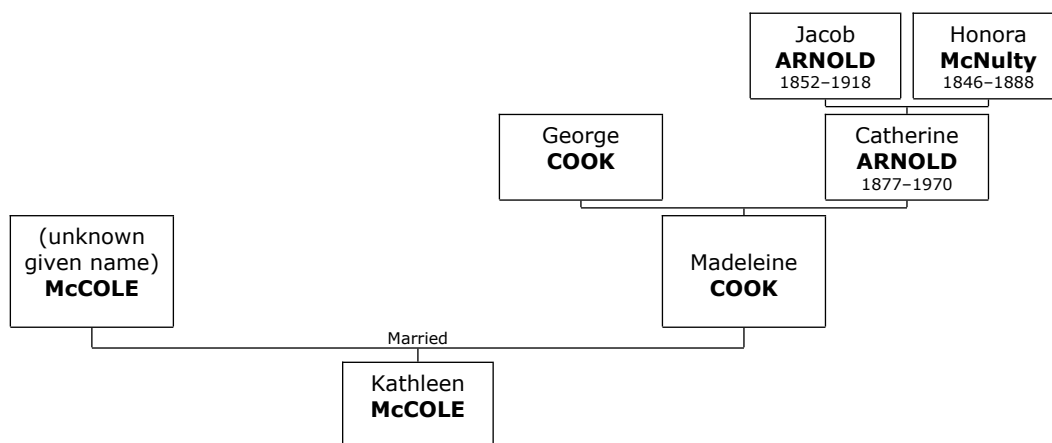 Jacob
ARNOLD
1852–1918
Honora
McNulty
1846–1888
George
COOK
Catherine
ARNOLD
1877–1970
(unknown
given name)
McCOLE
Madeleine
COOK
Married
Kathleen
McCOLE